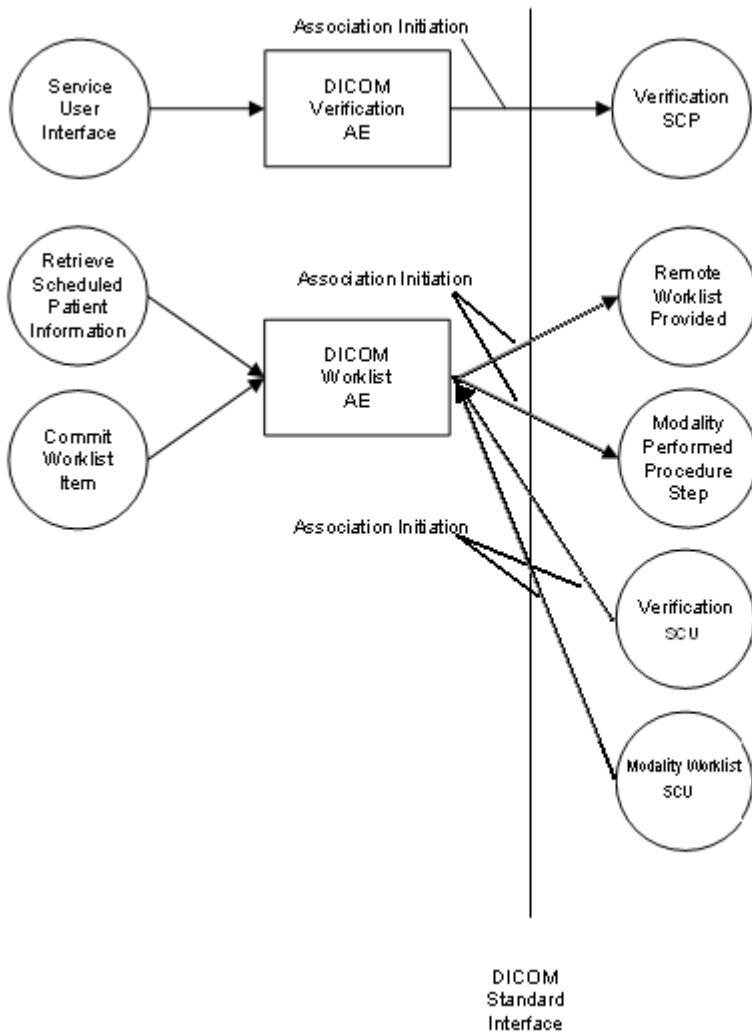 Association Initiation
Service
User
Interface
DICOM
Verification
AE
Verification
SCP
Retrieve
Scheduled
Patient
Information
Association Initiation
Remote
Worklist
Provided
DICOM
Worklist
AE
Commit
Worklist
Item
Modality
Performed
Procedure
Step
Association Initiation
Verification
SCU
Modality Worklist
SCU
DICOM
Standard
Interface